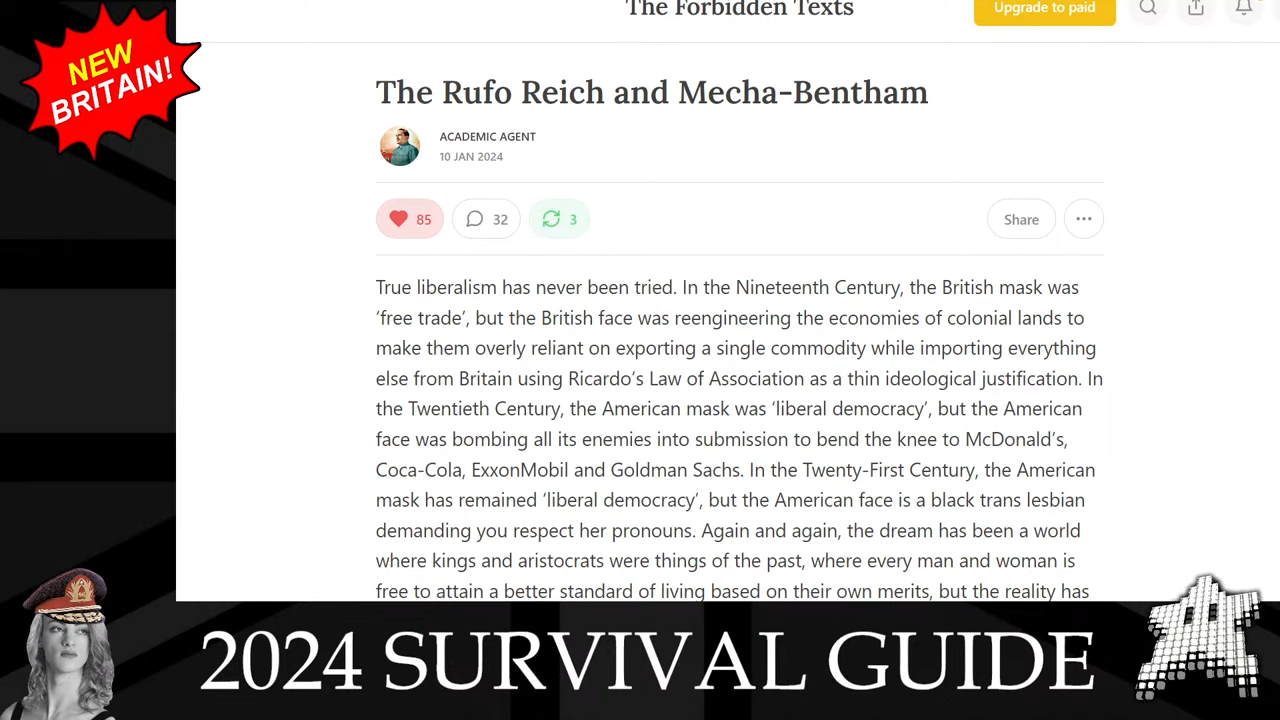 The Forbidden Texts
Upgrade to paid
NEW
BRITAIN!
The Rufo Reich and Mecha-Bentham
ACADEMIC AGENT
10 JAN 2024
85
32
3
Share
True liberalism has never been tried. In the Nineteenth Century, the British mask was
‘free trade’, but the British face was reengineering the economies of colonial lands to
make them overly reliant on exporting a single commodity while importing everything
else from Britain using Ricardo’s Law of Association as a thin ideological justification. In
the Twentieth Century, the American mask was ‘liberal democracy’, but the American
face was bombing all its enemies into submission to bend the knee to McDonald’s,
Coca-Cola, ExxonMobil and Goldman Sachs. In the Twenty-First Century, the American
mask has remained ‘liberal democracy’, but the American face is a black trans lesbian
demanding you respect her pronouns. Again and again, the dream has been a world
where kings and aristocrats were things of the past, where every man and woman is
free to attain a better standard of living based on their own merits, but the reality has
2024 SURVIVAL GUIDE